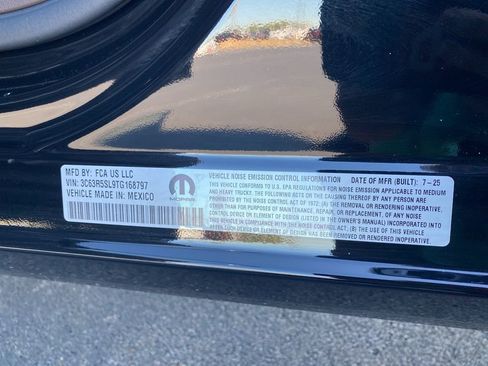 MFD BY: FCA US LLC
VIN: 3C63R5SL9TG168797
VEHICLE MADE IN: MEXICO
MOPAR
VEHICLE NOISE EMISSION CONTROL INFORMATION DATE OF MFR (BUILT): 7-25
THIS VEHICLE CONFORMS TO U.S. EPA REGULATIONS FOR NOISE EMISSION APPLICABLE TO MEDIUM
AND HEAVY TRUCKS. THE FOLLOWING ACTS OR THE CAUSING THEREOF BY ANY PERSON ARE
PROHIBITED BY THE NOISE CONTROL ACT OF 1972: (A) THE REMOVAL OR RENDERING INOPERATIVE,
OTHER THAN FOR PURPOSES OF MAINTENANCE, REPAIR, OR REPLACEMENT, OF ANY NOISE CONTROL
DEVICE OR ELEMENT OF DESIGN (LISTED IN THE OWNER'S MANUAL) INCORPORATED INTO
THIS VEHICLE IN COMPLIANCE WITH THE NOISE CONTROL ACT; (B) THE USE OF THIS VEHICLE
AFTER SUCH DEVICE OR ELEMENT OF DESIGN HAS BEEN REMOVED OR RENDERED INOPERATIVE.